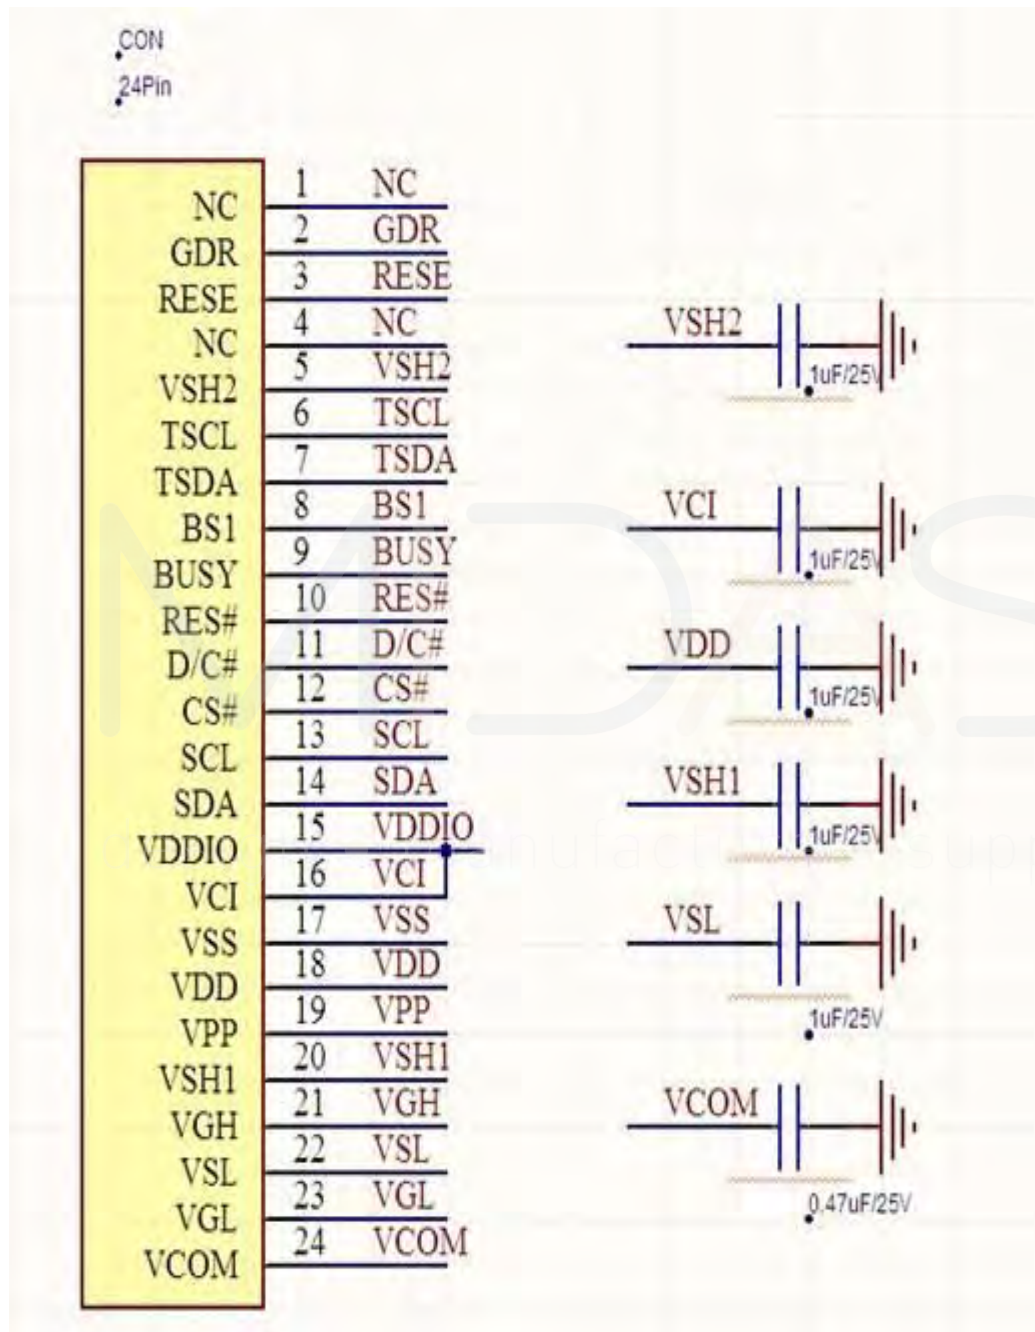 CON
24Pin
NC 1 NC
GDR 2 GDR
RESE 3 RESE
NC 4 NC
VSH2 5 VSH2
TSCL 6 TSCL
TSDA 7 TSDA
BS1 8 BS1
BUSY 9 BUSY
RES# 10 RES#
D/C# 11 D/C#
CS# 12 CS#
SCL 13 SCL
SDA 14 SDA
VDDIO 15 VDDIO
VCI 16 VCI
VSS 17 VSS
VDD 18 VDD
VPP 19 VPP
VSH1 20 VSH1
VGH 21 VGH
VSL 22 VSL
VGL 23 VGL
VCOM 24 VCOM
VSH2
1uF/25V
VCI
1uF/25V
VDD
1uF/25V
VSH1
1uF/25V
VSL
1uF/25V
VCOM
0.47uF/25V